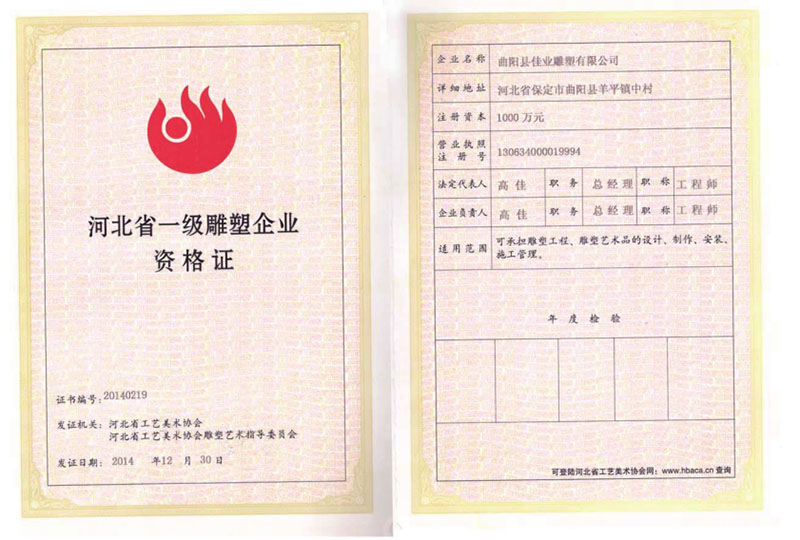 河北省一级雕塑企业
资格证
证书编号:20140219
发证机关: 河北省工艺美术协会
河北省工艺美术协会雕塑艺术指导委员会
发证日期: 2014 年12 月 30日
企业名称 曲阳县佳业雕塑有限公司
详细地址 河北省保定市曲阳县羊平镇中村
注册资本 1000 万元
营业执照
注册号 130634000019994
法定代表人 高佳 职务 总经理 职称 工程师
企业负责人 高佳 职务 总经理 职称 工程师
适用范围 可承担雕塑工程、雕塑艺术品的设计、制作、安装、
施工管理。
年度检验
可登陆河北省工艺美术协会网: www.hbaca.cn 查询